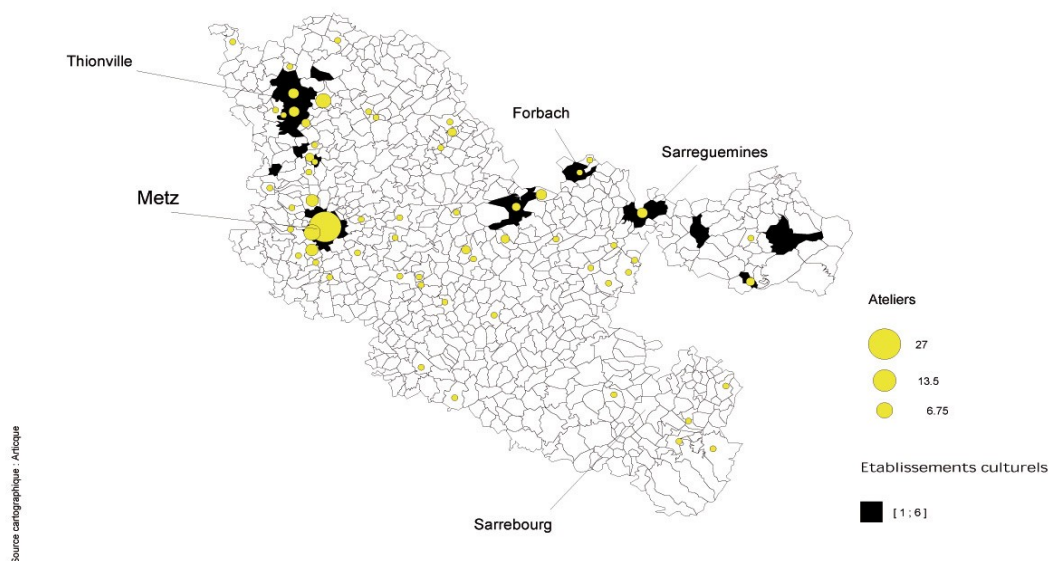 Thionville
Forbach
Sarreguemines
Metz
Ateliers
27
13.5
6.75
Etablissements culturels
[ 1 ; 6 ]
Sarrebourg
Source cartographique : Articque